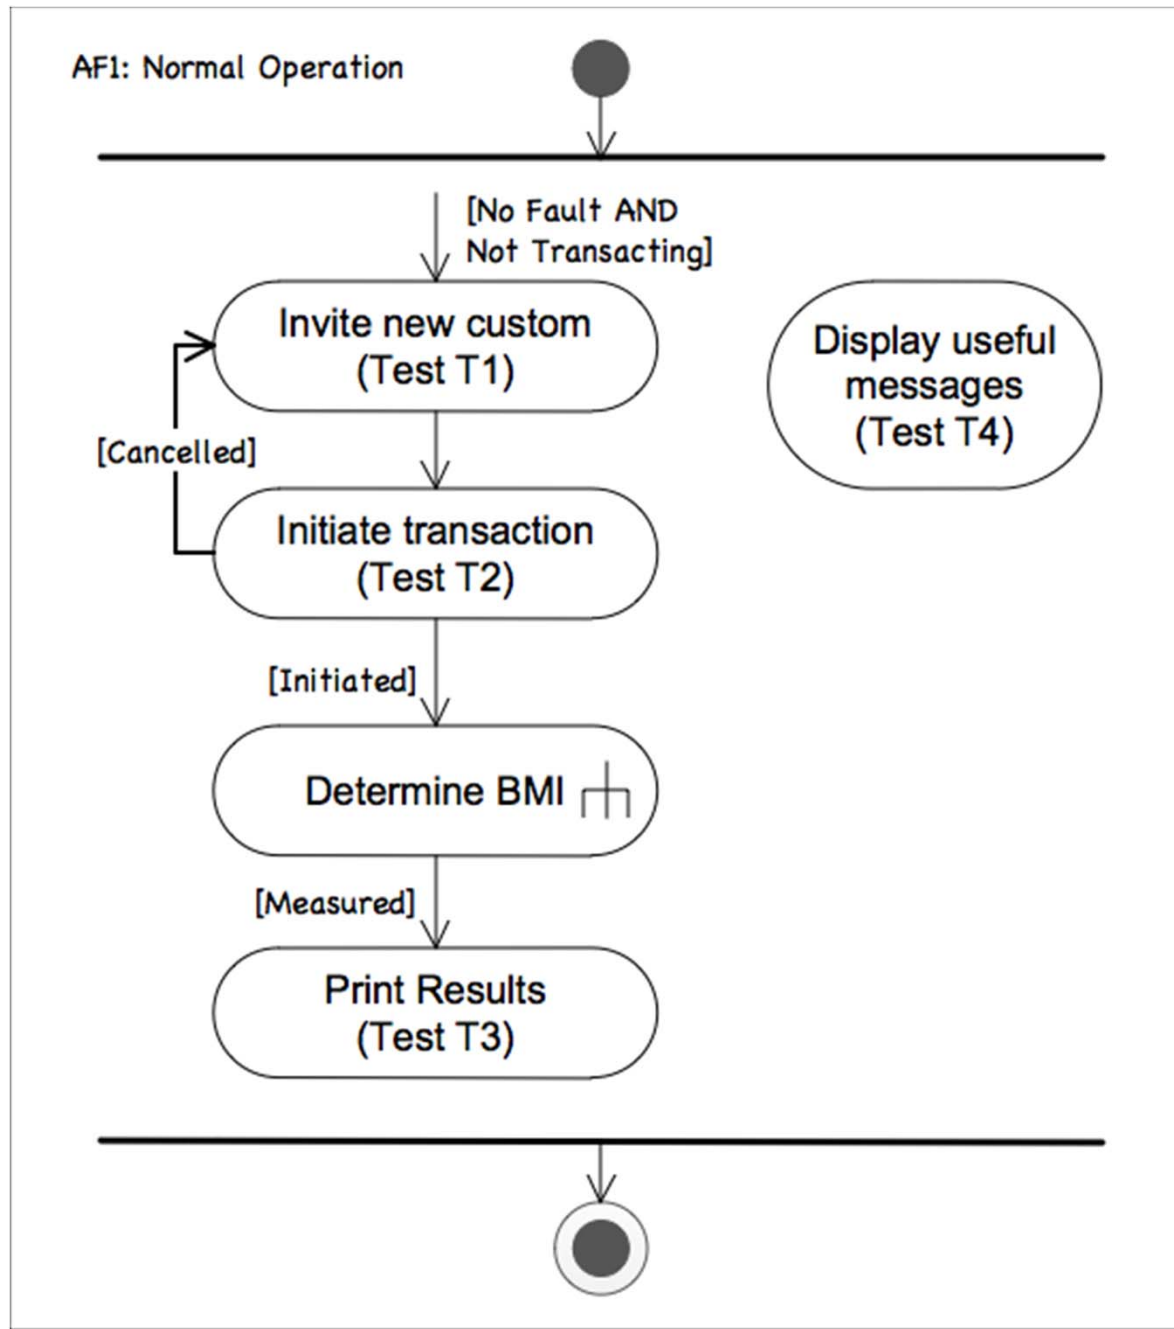 AF1: Normal Operation
[No Fault AND
Not Transacting]
Invite new custom
(Test T1)
Display useful
messages
(Test T4)
[Cancelled]
Initiate transaction
(Test T2)
[Initiated]
Determine BMI
[Measured]
Print Results
(Test T3)